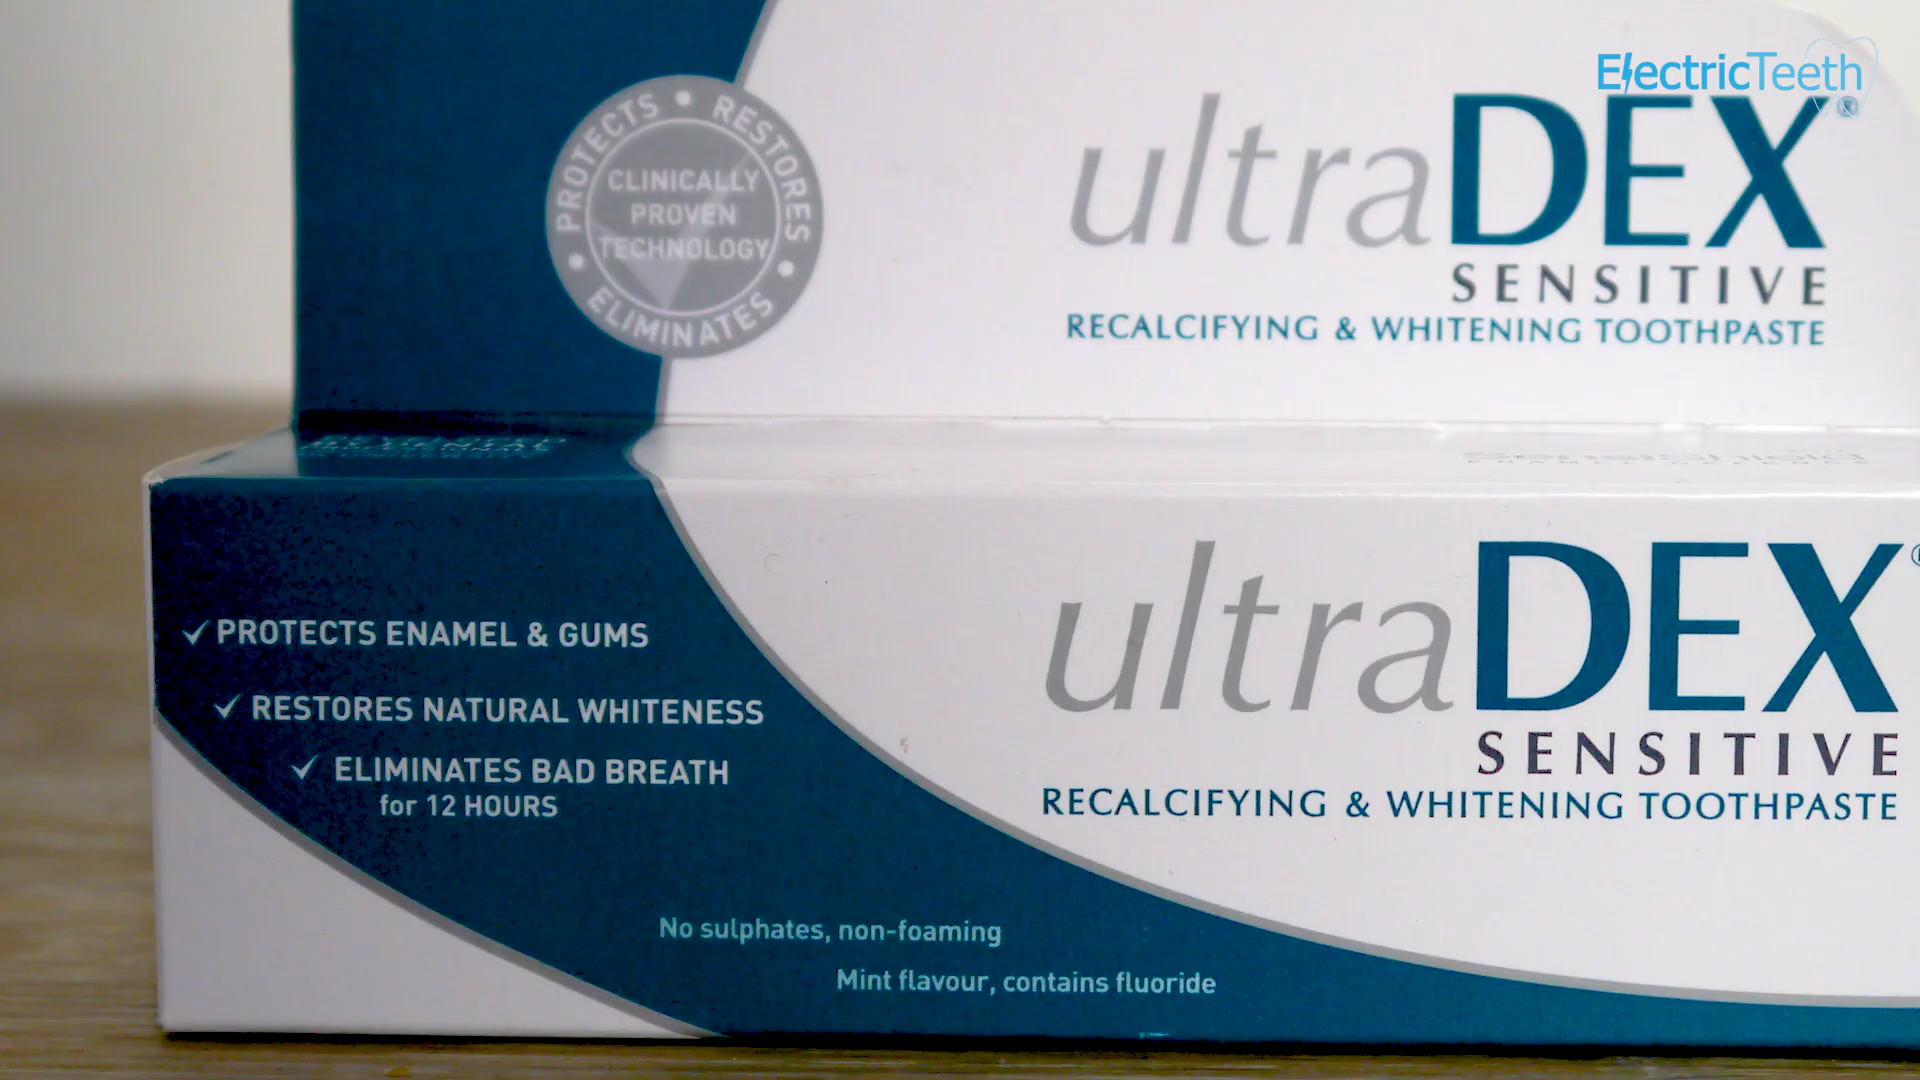 ElectricTeeth
PROTECTS • RESTORES • ELIMINATES •
CLINICALLY
PROVEN
TECHNOLOGY
ultraDEX
SENSITIVE
RECALCIFYING & WHITENING TOOTHPASTE
ultraDEX®
SENSITIVE
RECALCIFYING & WHITENING TOOTHPASTE
✓ PROTECTS ENAMEL & GUMS
✓ RESTORES NATURAL WHITENESS
✓ ELIMINATES BAD BREATH
for 12 HOURS
No sulphates, non-foaming
Mint flavour, contains fluoride